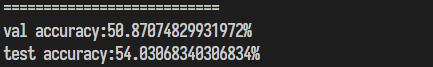 ===========================
val accuracy:50.87074829931972%
test accuracy:54.03068340306834%